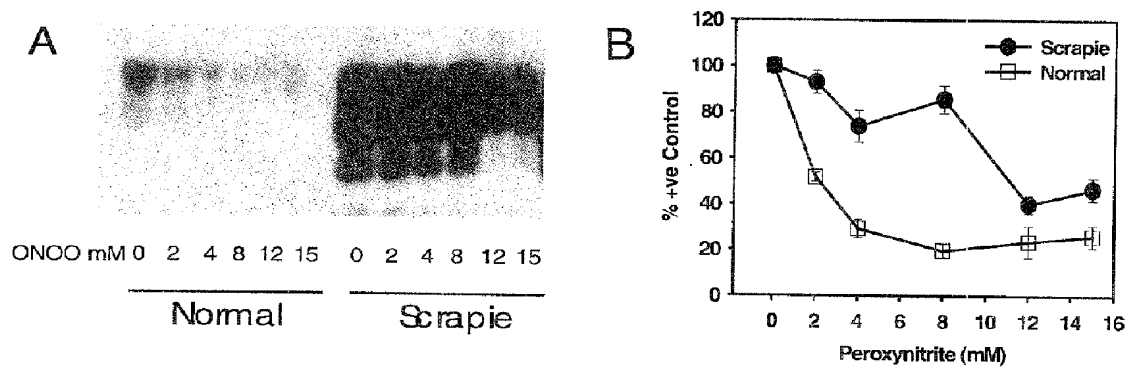 A
ONOO mM 0 2 4 8 12 15 0 2 4 8 12 15
Normal Scrapie
B
120
100
80
60
40
20
0
% +ve Control
Scrapie
Normal
0 2 4 6 8 10 12 14 16
Peroxynitrite (mM)